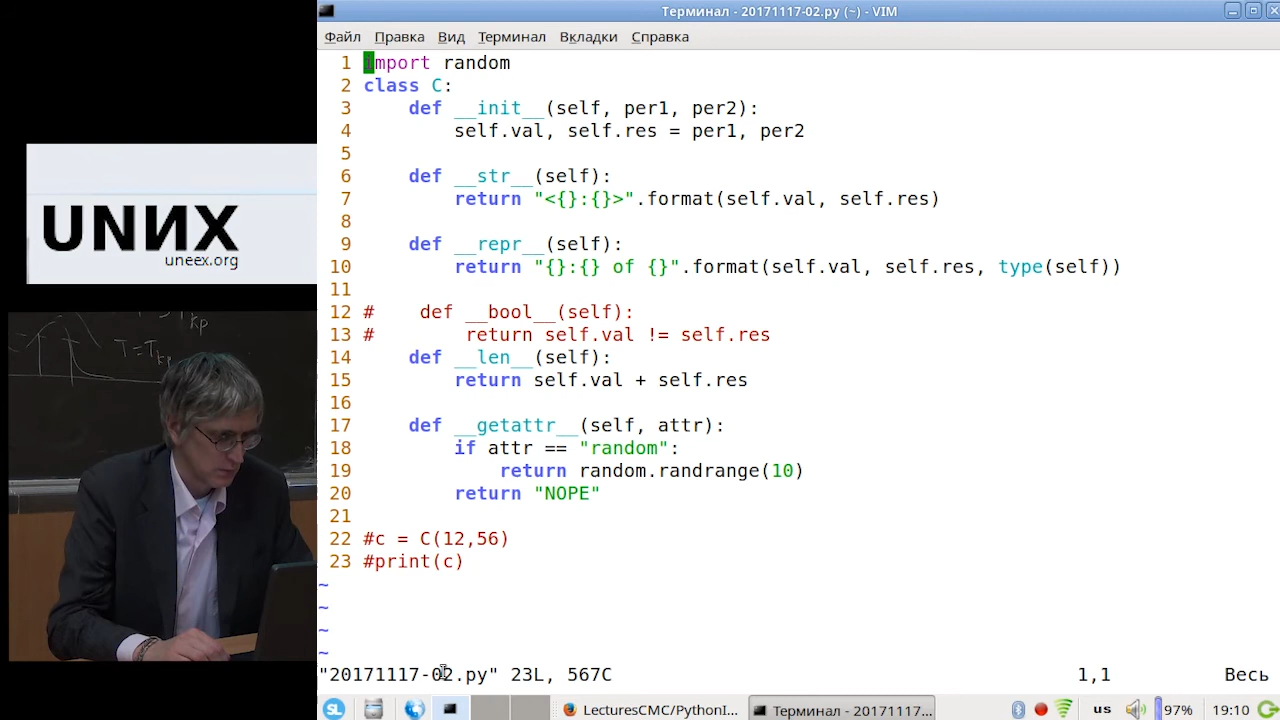 Терминал - 20171117-02.py (~) - VIM
Файл Правка Вид Терминал Вкладки Справка
1 import random
2 class C:
3     def __init__(self, per1, per2):
4         self.val, self.res = per1, per2
5
6     def __str__(self):
7         return "<{}:{}>".format(self.val, self.res)
8
9     def __repr__(self):
10         return "{}:{} of {}".format(self.val, self.res, type(self))
11
12 #    def __bool__(self):
13 #        return self.val != self.res
14     def __len__(self):
15         return self.val + self.res
16
17     def __getattr__(self, attr):
18         if attr == "random":
19             return random.randrange(10)
20         return "NOPE"
21
22 #c = C(12,56)
23 #print(c)
~
~
~
~
"20171117-02.py" 23L, 567C 1,1 Весь
UNИX
uneex.org
T=Tкр
SL LecturesCMC/PythonI... Терминал - 20171117... us 97% 19:10